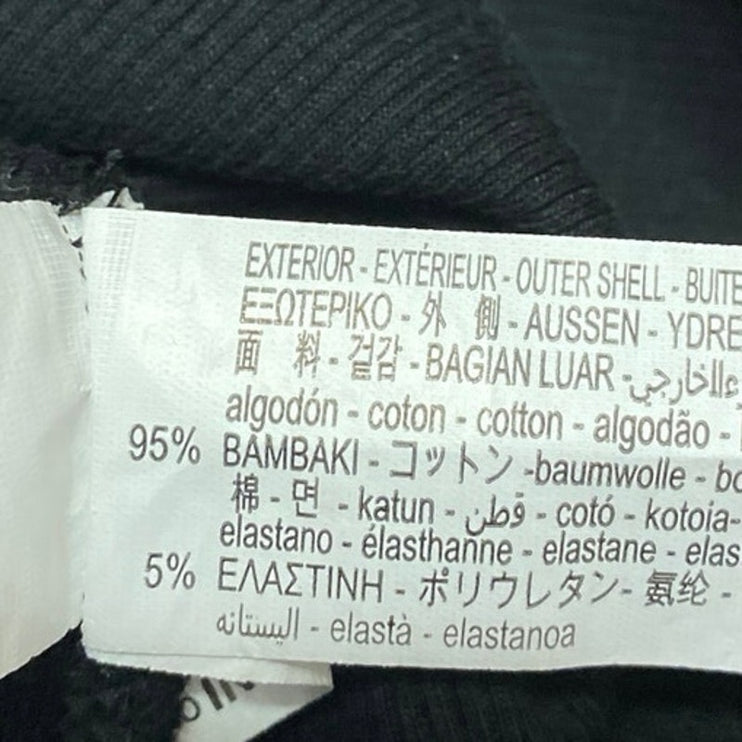 EXTERIOR - EXTÉRIEUR - OUTER SHELL - BUITE
ΕΞΩΤΕΡΙΚΟ - 外 側 - AUSSEN - YDRE
面 料 - 겉감 - BAGIAN LUAR - الخارجي
algodón - coton - cotton - algodão -
95% ΒΑΜΒΑΚΙ - コットン -baumwolle - bo
棉 - 면 - katun - قطن - cotó - kotoia-
elastano - élasthanne - elastane - elas
5% ΕΛΑΣΤΙΝΗ - ポリウレタン- 氨纶 -
اليستانه - elastà - elastanoa